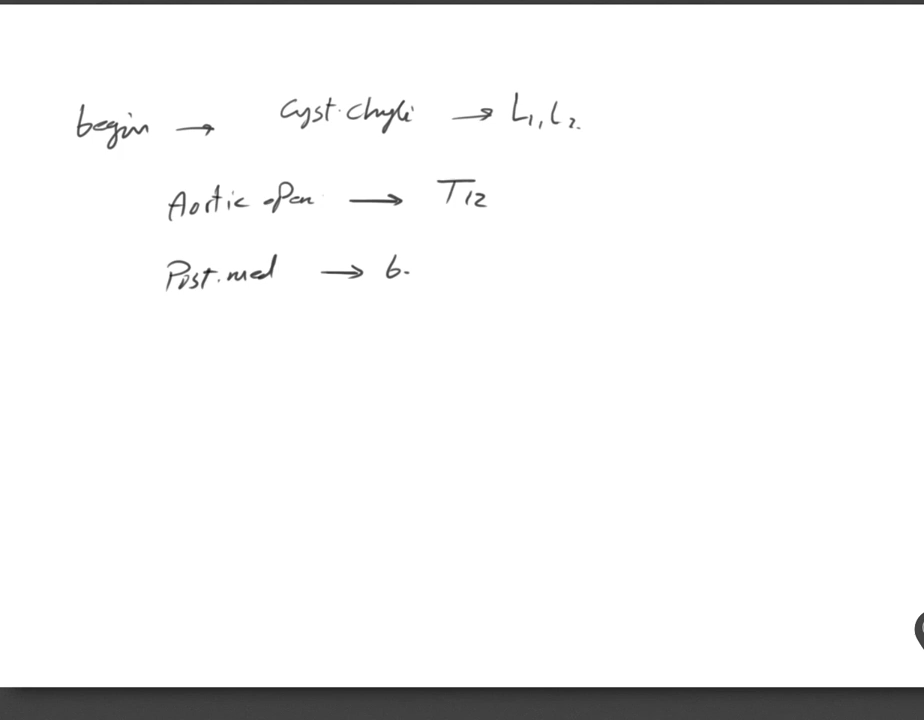 begin → Cyst. chyli → L1, L2.
Aortic open → T12
Post. med → 6.